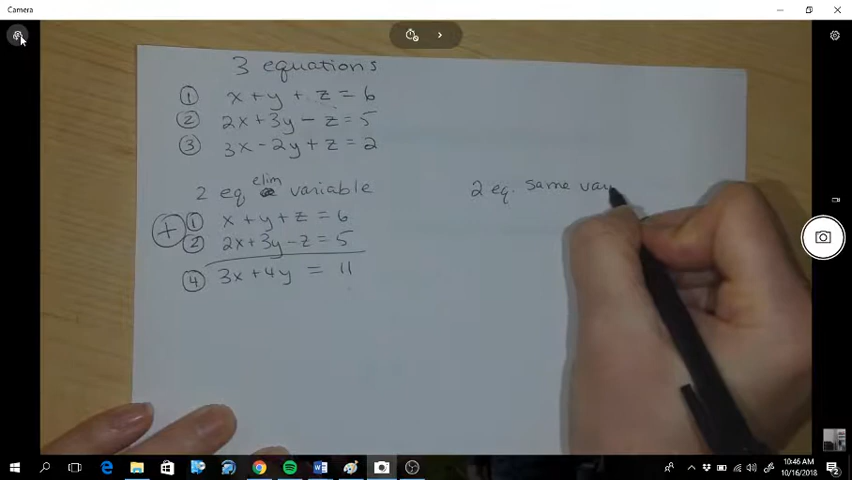 Camera
3 equations
① x + y + z = 6
② 2x + 3y - z = 5
③ 3x - 2y + z = 2
2 eq elim variable
+ ① x + y + z = 6
② 2x + 3y - z = 5
④ 3x + 4y = 11
2 eq. same var
10:46 AM
10/16/2018